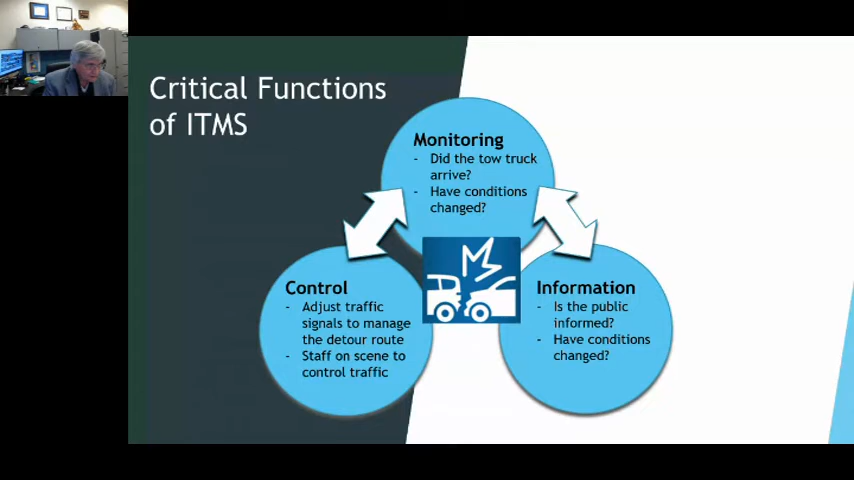 Critical Functions
of ITMS
Monitoring
- Did the tow truck
arrive?
- Have conditions
changed?
Control
- Adjust traffic
signals to manage
the detour route
- Staff on scene to
control traffic
Information
- Is the public
informed?
- Have conditions
changed?